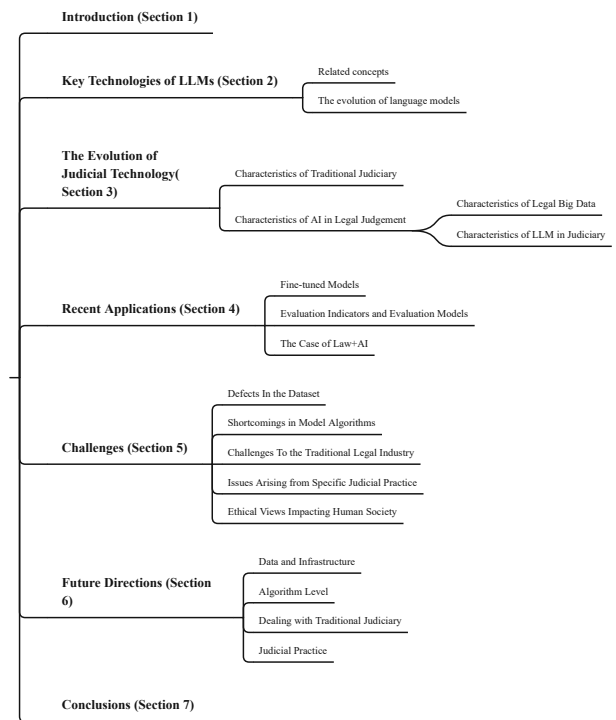 Introduction (Section 1)
Key Technologies of LLMs (Section 2)
Related concepts
The evolution of language models
The Evolution of
Judicial Technology(
Section 3)
Characteristics of Traditional Judiciary
Characteristics of AI in Legal Judgement
Characteristics of Legal Big Data
Characteristics of LLM in Judiciary
Recent Applications (Section 4)
Fine-tuned Models
Evaluation Indicators and Evaluation Models
The Case of Law+AI
Challenges (Section 5)
Defects In the Dataset
Shortcomings in Model Algorithms
Challenges To the Traditional Legal Industry
Issues Arising from Specific Judicial Practice
Ethical Views Impacting Human Society
Future Directions (Section
6)
Data and Infrastructure
Algorithm Level
Dealing with Traditional Judiciary
Judicial Practice
Conclusions (Section 7)